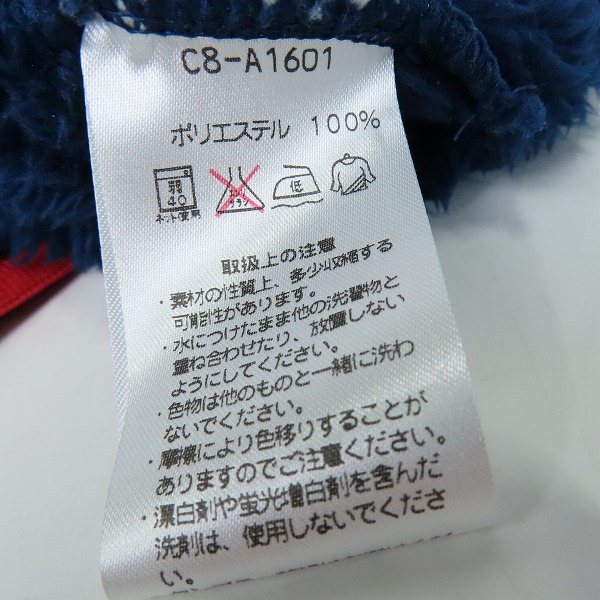 C8-A1601
ポリエステル 100%
弱
40
ネット使用
エンソ
サラシ
低
取扱上の注意
・素材の性質上、多少収縮する
可能性があります。
・水につけたまま他の洗濯物と
重ね合わせたり、放置しない
ようにしてください。
・色物は他のものと一緒に洗わ
ないでください。
・摩擦により色移りすることが
ありますのでご注意ください。
・漂白剤や蛍光増白剤を含んだ
洗剤は、使用しないでくださ
い。